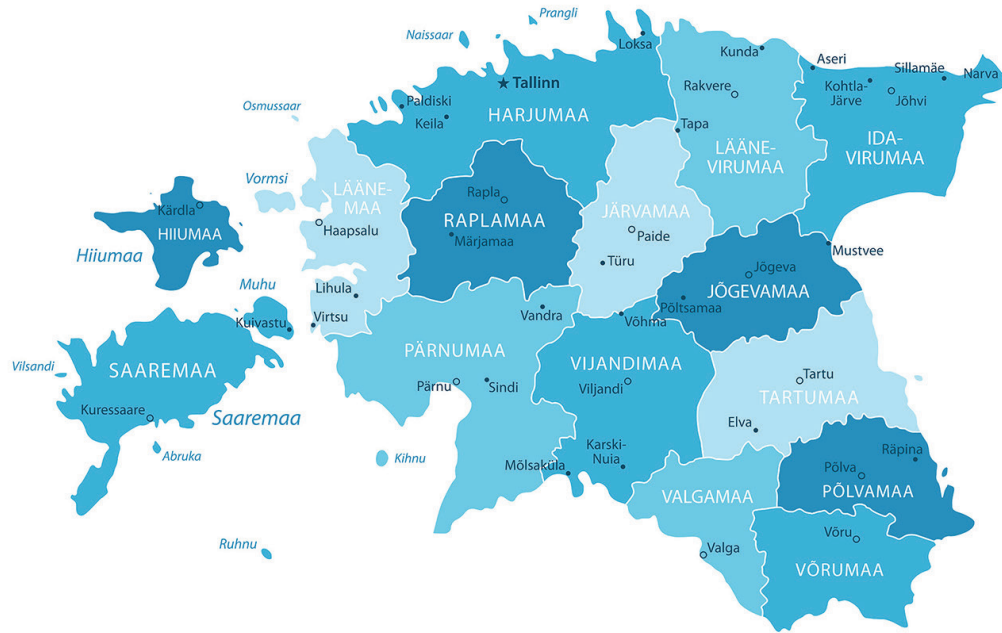 Prangli
Naissaar
Loksa
Kunda
Aseri
Sillamäe
Narva
Tallinn
Rakvere
Kohtla-
Järve
Jõhvi
Paldiski
Keila
HARJUMAA
Osmussaar
Tapa
LÄÄNE-
VIRUMAA
IDA-
VIRUMAA
Vormsi
LÄÄNE-
MAA
Rapla
RAPLAMAA
JÄRVAMAA
Kärdla
HIIUMAA
Haapsalu
Märjamaa
Paide
Mustvee
Hiiumaa
Türu
Jõgeva
JÕGEVAMAA
Muhu
Lihula
Põltsamaa
Kuivastu
Virtsu
Vandra
Võhma
PÄRNUMAA
VIJANDIMAA
Vilsandi
SAAREMAA
Pärnu
Sindi
Viljandi
Tartu
TARTUMAA
Kuressaare
Saaremaa
Elva
Abruka
Kihnu
Karski-
Nuia
Mõlsaküla
Räpina
Põlva
PÕLVAMAA
VALGAMAA
Ruhnu
Valga
Võru
VÕRUMAA